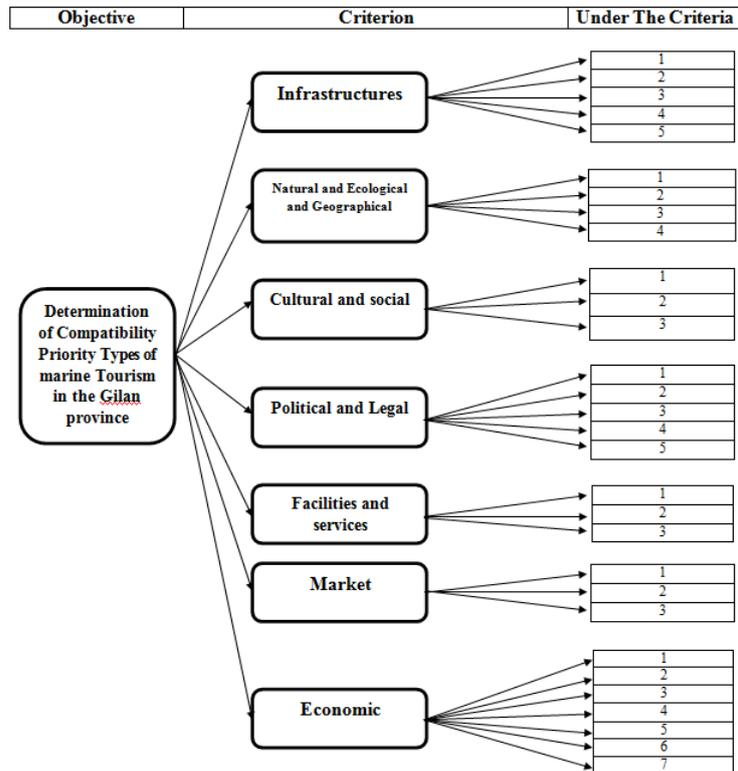 Objective
Criterion
Under The Criteria
Determination
of Compatibility
Priority Types of
marine Tourism
in the Gilan
province
Infrastructures
1
2
3
4
5
Natural and Ecological
and Geographical
1
2
3
4
Cultural and social
1
2
3
Political and Legal
1
2
3
4
5
Facilities and
services
1
2
3
Market
1
2
3
Economic
1
2
3
4
5
6
7